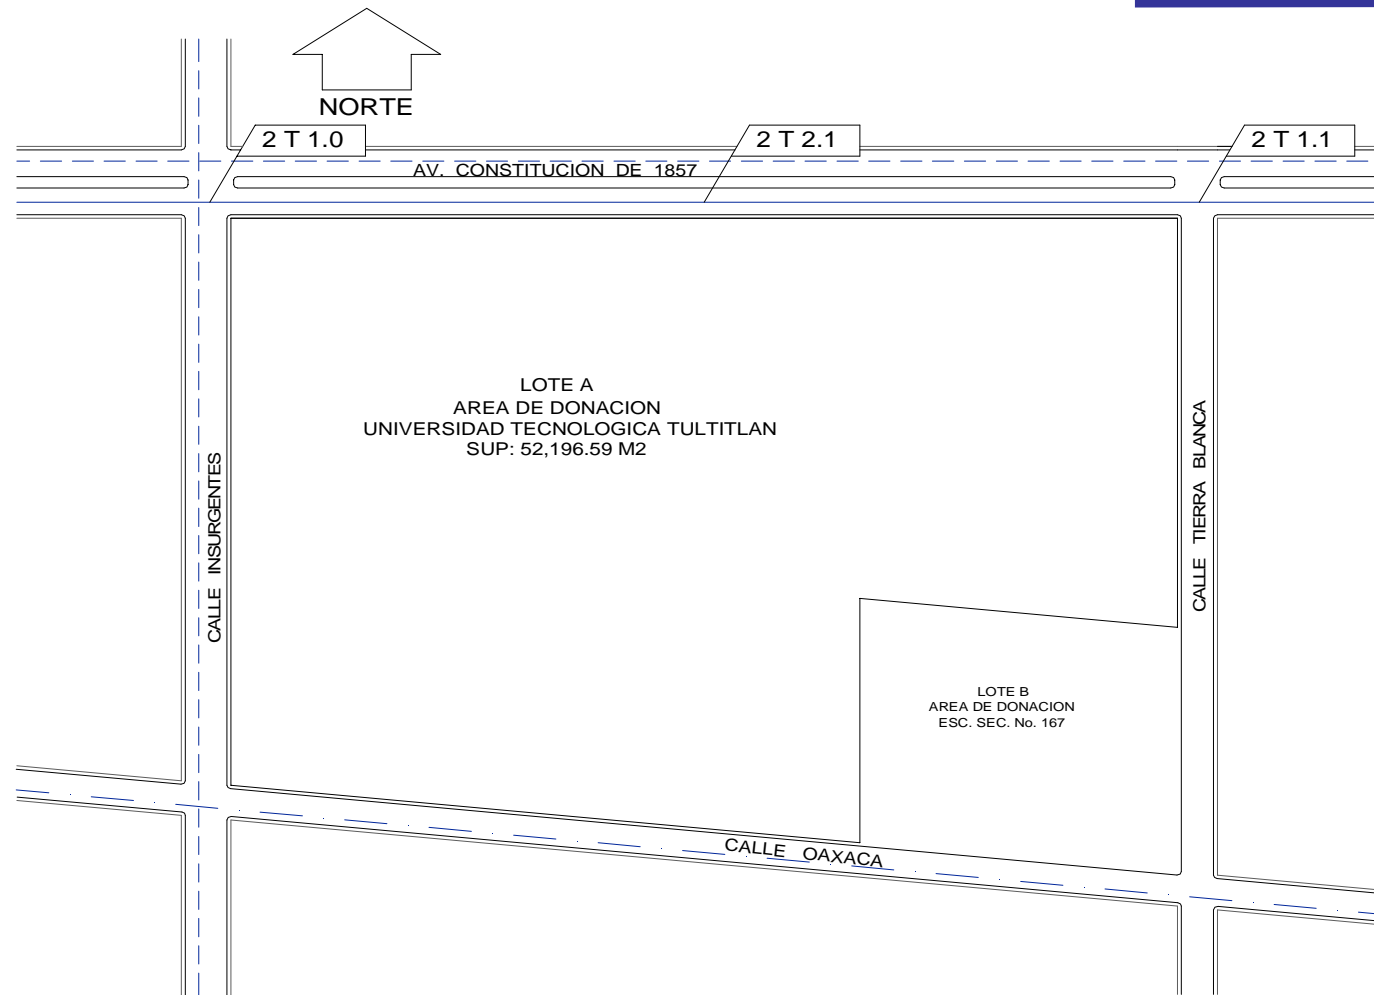 NORTE
2 T 1.0
2 T 2.1
2 T 1.1
AV. CONSTITUCION DE 1857
LOTE A
AREA DE DONACION
UNIVERSIDAD TECNOLOGICA TULTITLAN
SUP: 52,196.59 M2
CALLE INSURGENTES
CALLE TIERRA BLANCA
LOTE B
AREA DE DONACION
ESC. SEC. No. 167
CALLE OAXACA